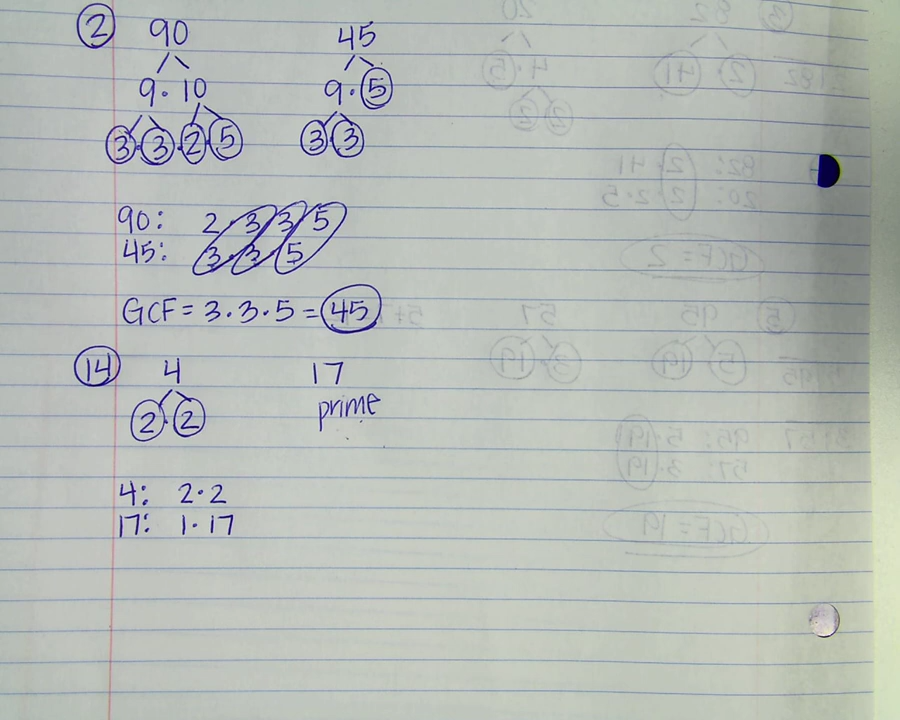 ② 90 45
9 · 10 9 · 5
3 · 3 · 2 · 5 3 · 3
90: 2 · 3 · 3 · 5
45: 3 · 3 · 5
GCF = 3 · 3 · 5 = 45
⑭ 4 17
2 · 2 prime
4: 2 · 2
17: 1 · 17